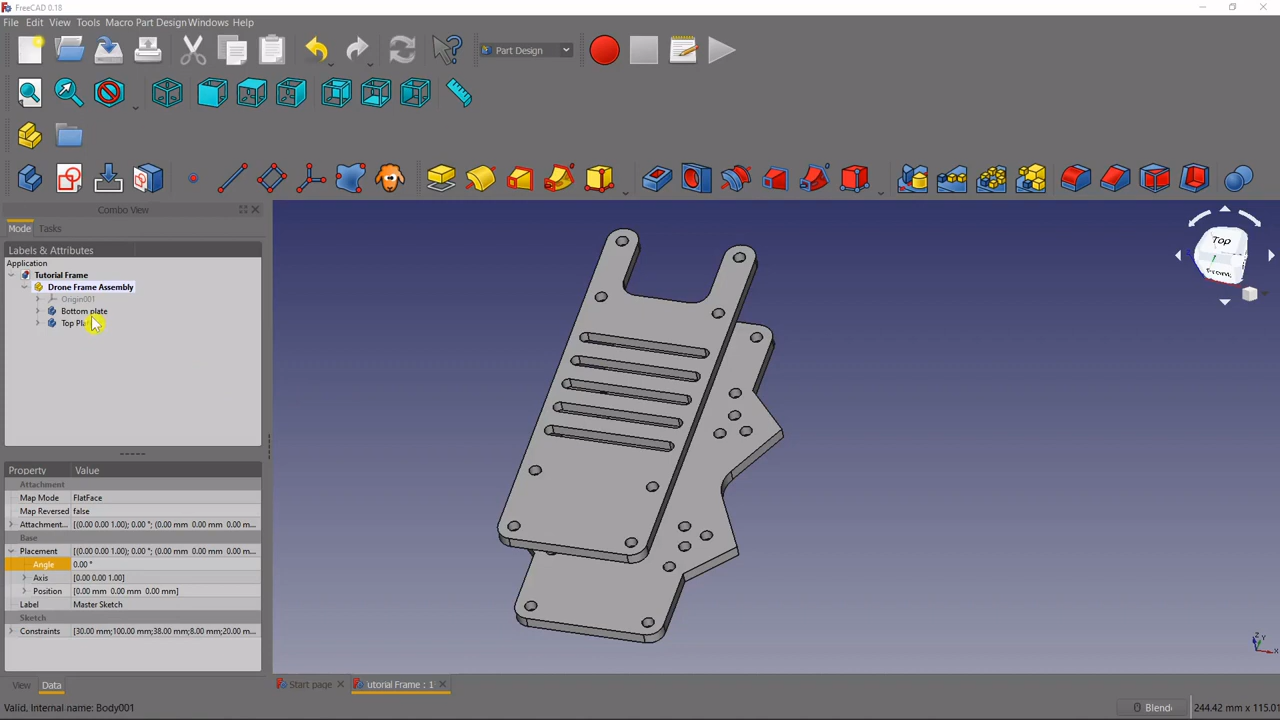 FreeCAD 0.18
File Edit View Tools Macro Part Design Windows Help
Part Design
Combo View
Mode Tasks
Labels & Attributes
Application
Tutorial Frame
Drone Frame Assembly
Origin001
Bottom plate
Top Pl
Property Value
Attachment
Map Mode FlatFace
Map Reversed false
Attachment... [(0.00 0.00 1.00); 0.00 °; (0.00 mm 0.00 mm 0.00 m...
Base
Placement [(0.00 0.00 1.00); 0.00 °; (0.00 mm 0.00 mm 0.00 m...
Angle 0.00 °
Axis [0.00 0.00 1.00]
Position [0.00 mm 0.00 mm 0.00 mm]
Label Master Sketch
Sketch
Constraints [30.00 mm;100.00 mm;38.00 mm;8.00 mm;20.00 m...
View Data
Top
Front
Z Y
X
Start page
utorial Frame : 1
Valid, Internal name: Body001
Blende
244.42 mm x 115.01